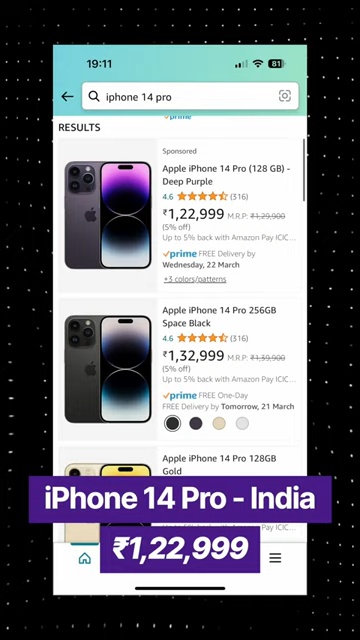 19:11
81
iphone 14 pro
prime
RESULTS
Sponsored
Apple iPhone 14 Pro (128 GB) -
Deep Purple
4.6 (316)
₹1,22,999 M.R.P: ₹1,29,900
(5% off)
Up to 5% back with Amazon Pay ICIC...
prime FREE Delivery by
Wednesday, 22 March
+3 colors/patterns
Apple iPhone 14 Pro 256GB
Space Black
4.6 (316)
₹1,32,999 M.R.P: ₹1,39,900
(5% off)
Up to 5% back with Amazon Pay ICIC...
prime FREE One-Day
FREE Delivery by Tomorrow, 21 March
Apple iPhone 14 Pro 128GB
Gold
iPhone 14 Pro - India
₹1,22,999